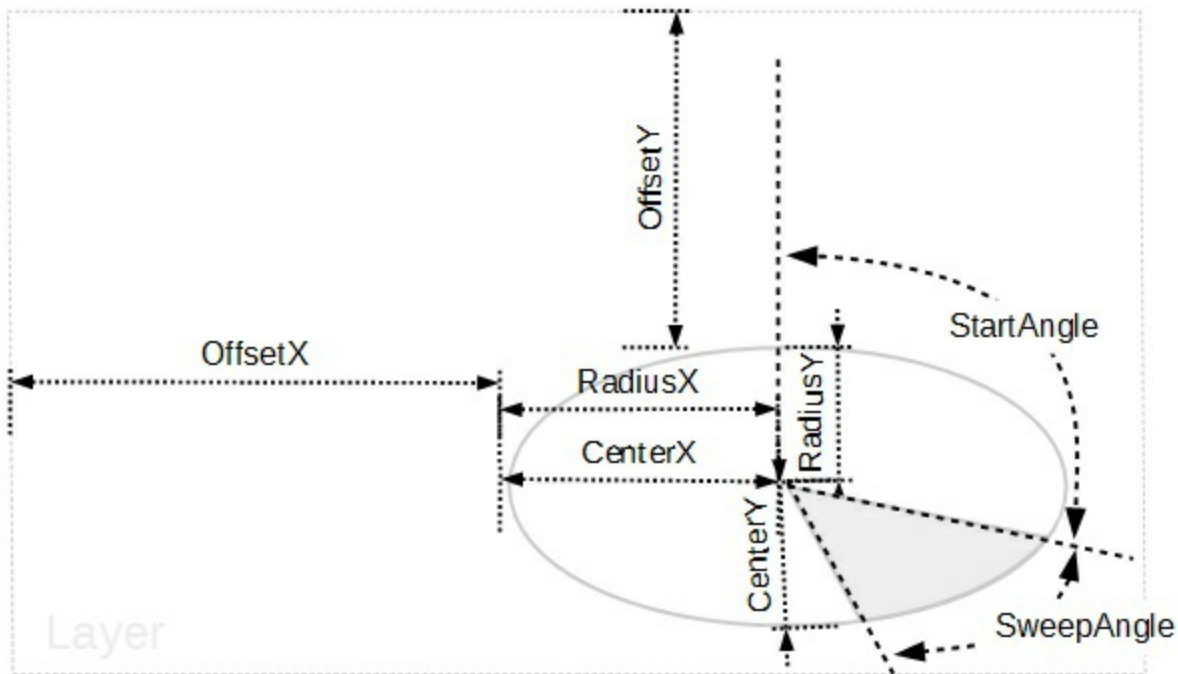 OffsetY
StartAngle
OffsetX
RadiusX
RadiusY
CenterX
CenterY
SweepAngle
Layer